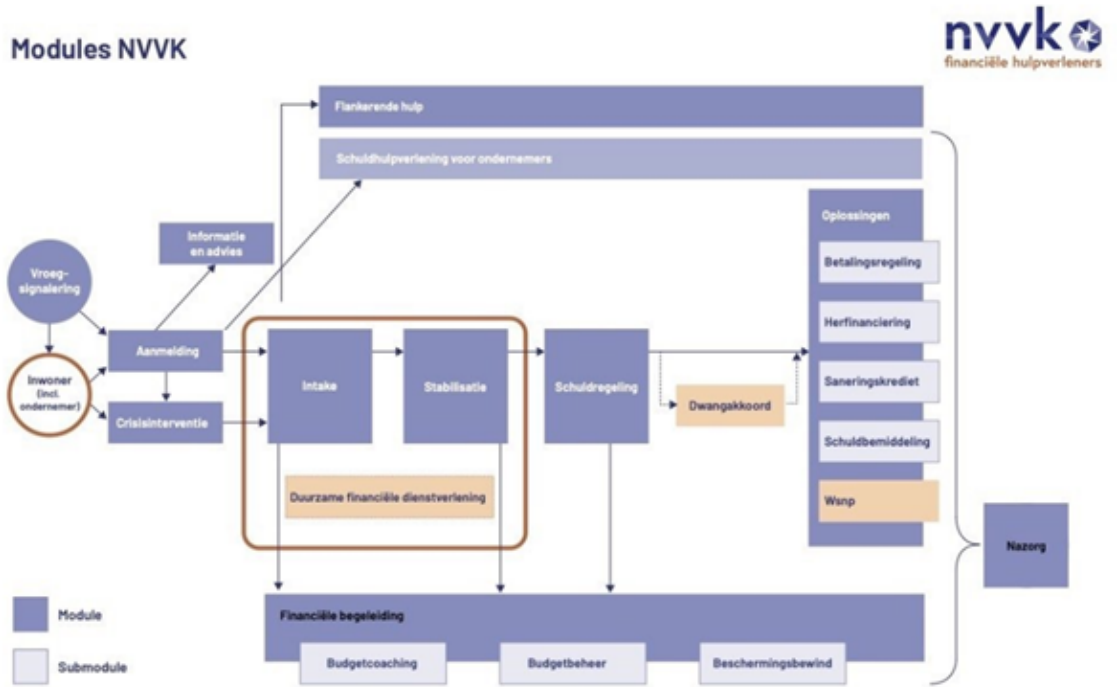 Modules NVVK
nvvk
financiële hulpverleners
Flankerende hulp
Schuldhulpverlening voor ondernemers
Informatie
en advies
Oplossingen
Betalingsregeling
Herfinanciering
Saneringskrediet
Schuldbemiddeling
Wsnp
Vroeg-
signalering
Aanmelding
Inwoner
(incl.
ondernemer)
Crisisinterventie
Intake
Stabilisatie
Schuldregeling
Dwangakkoord
Duurzame financiële dienstverlening
Nazorg
Financiële begeleiding
Budgetcoaching
Budgetbeheer
Beschermingsbewind
Module
Submodule